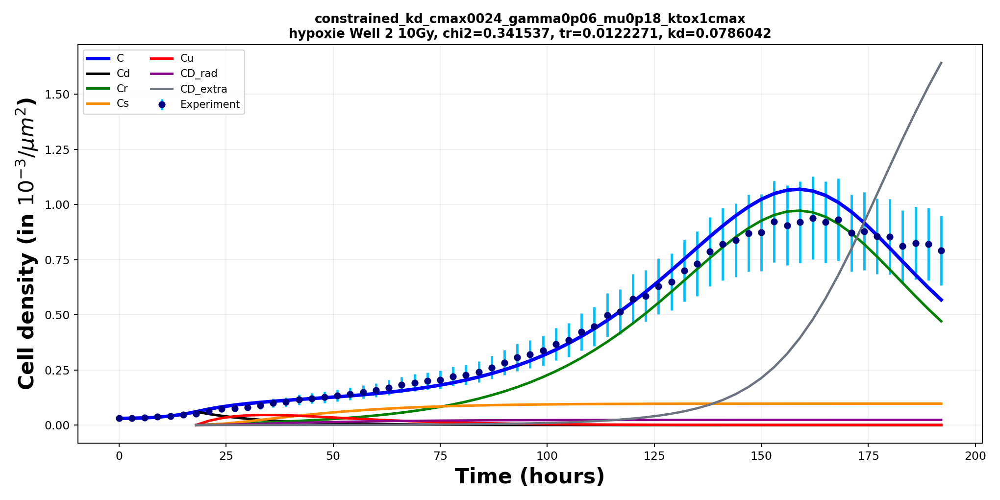 constrained_kd_cmax0024_gamma0p06_mu0p18_ktox1cmax
hypoxie Well 2 10Gy, chi2=0.341537, tr=0.0122271, kd=0.0786042
C
Cd
Cr
Cs
Cu
CD_rad
CD_extra
Experiment
Cell density (in 10⁻³/μm²)
1.50
1.25
1.00
0.75
0.50
0.25
0.00
0
25
50
75
100
125
150
175
200
Time (hours)